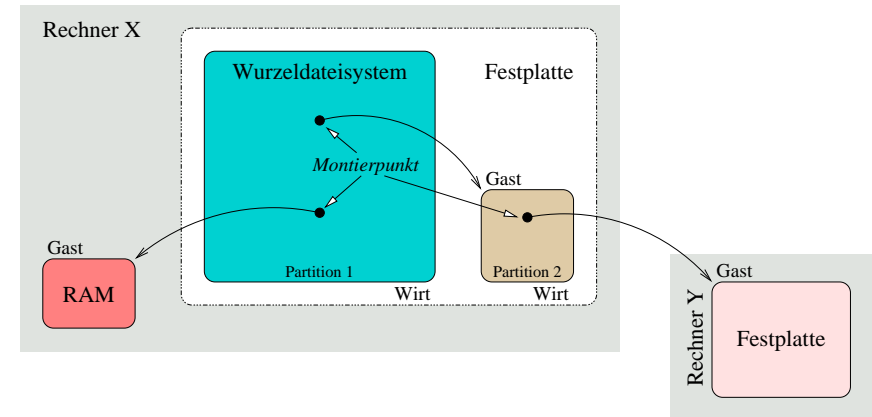 Rechner X
Wurzeldateisystem
Festplatte
Montierpunkt
Gast
Gast
RAM
Partition 1
Partition 2
Wirt
Wirt
Gast
Rechner Y
Festplatte